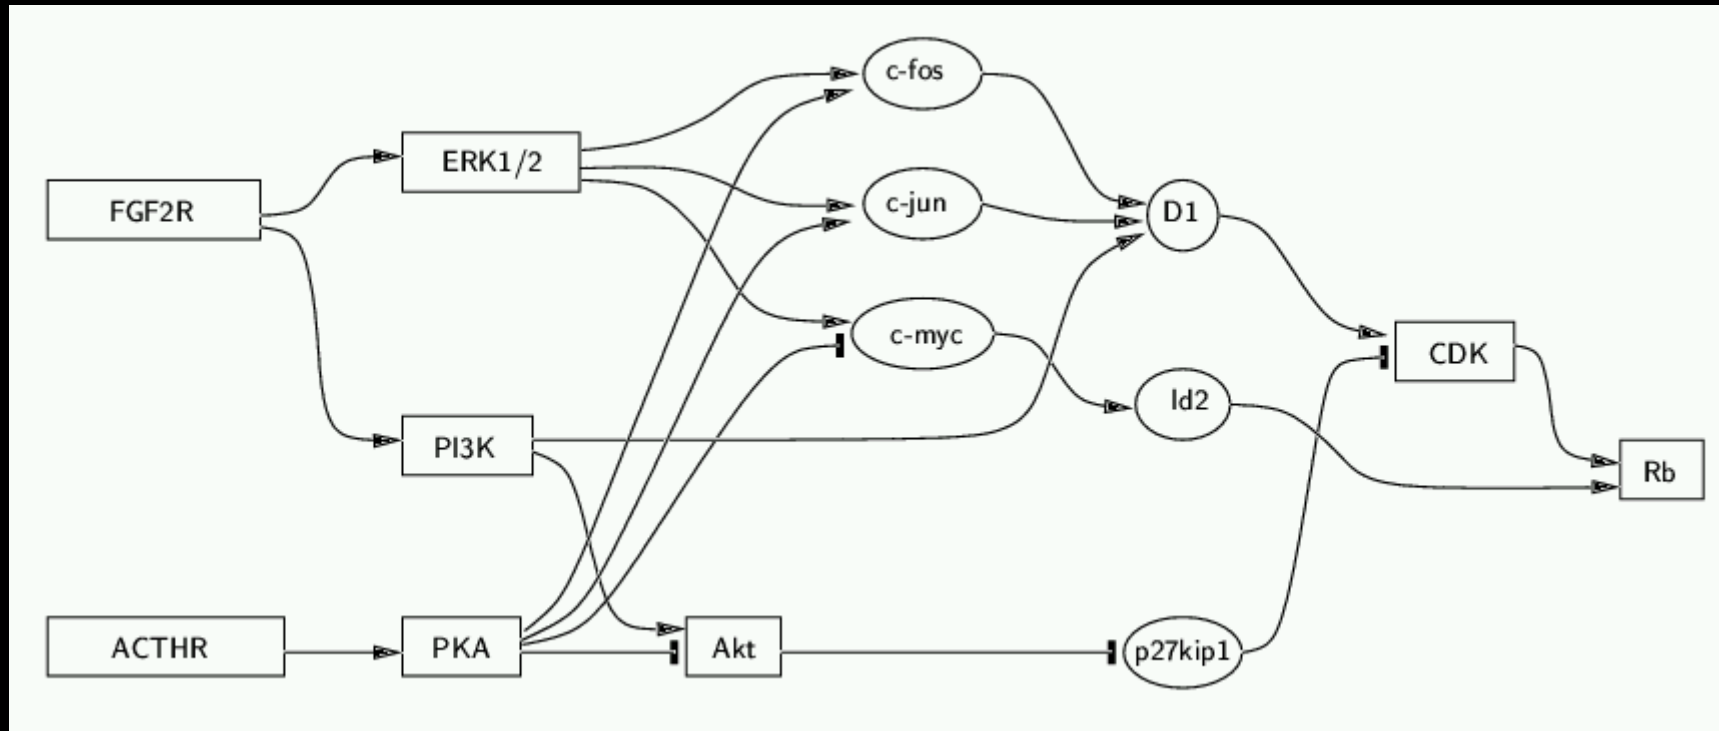 c-fos
ERK1/2
FGF2R
c-jun
D1
c-myc
CDK
Id2
PI3K
Rb
ACTHR
PKA
Akt
p27kip1